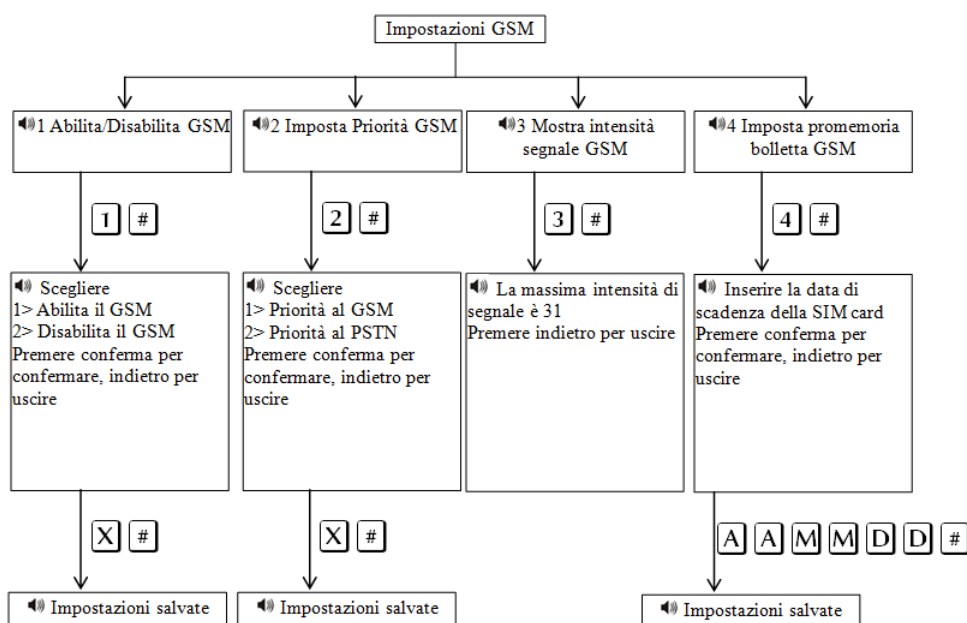 Impostazioni GSM
1 Abilita/Disabilita GSM
2 Imposta Priorità GSM
3 Mostra intensità
segnale GSM
4 Imposta promemoria
bolletta GSM
1 #
2 #
3 #
4 #
Scegliere
1> Abilita il GSM
2> Disabilita il GSM
Premere conferma per
confermare, indietro per
uscire
Scegliere
1> Priorità al GSM
2> Priorità al PSTN
Premere conferma per
confermare, indietro per
uscire
La massima intensità di
segnale è 31
Premere indietro per uscire
Inserire la data di
scadenza della SIM card
Premere conferma per
confermare, indietro per
uscire
X #
X #
A A M M D D #
Impostazioni salvate
Impostazioni salvate
Impostazioni salvate